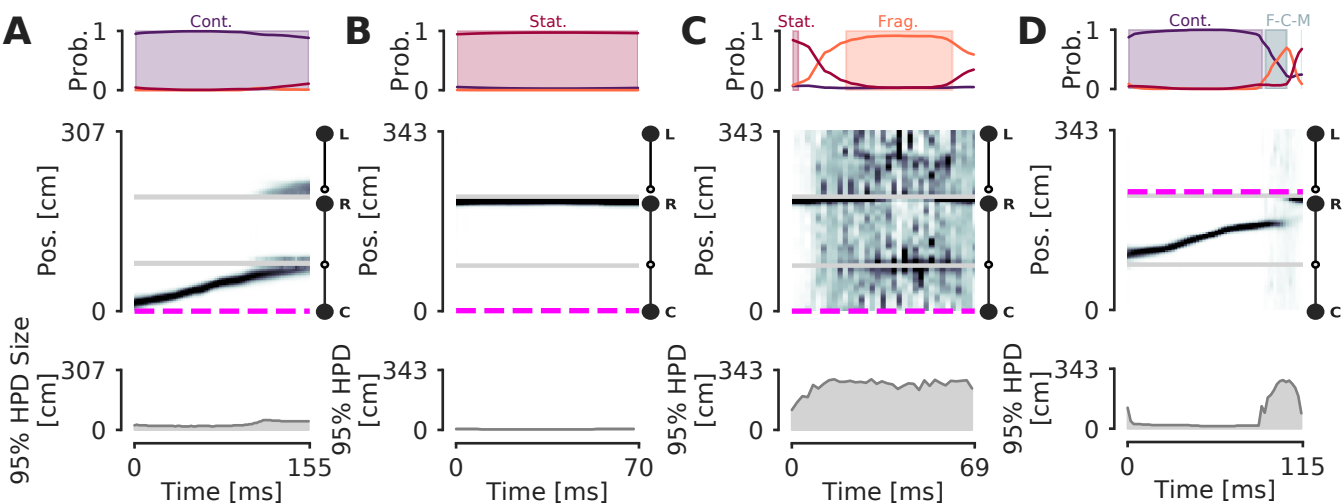 A
Cont.
Prob.
1
0
307
Pos. [cm]
0
L
R
C
95% HPD Size
[cm]
307
0
0
155
Time [ms]
B
Stat.
Prob.
1
0
343
Pos. [cm]
0
L
R
C
95% HPD
[cm]
343
0
0
70
Time [ms]
C
Stat.
Frag.
Prob.
1
0
343
Pos. [cm]
0
L
R
C
95% HPD
[cm]
343
0
0
69
Time [ms]
D
Cont.
F-C-M
Prob.
1
0
343
Pos. [cm]
0
L
R
C
95% HPD
[cm]
343
0
0
115
Time [ms]